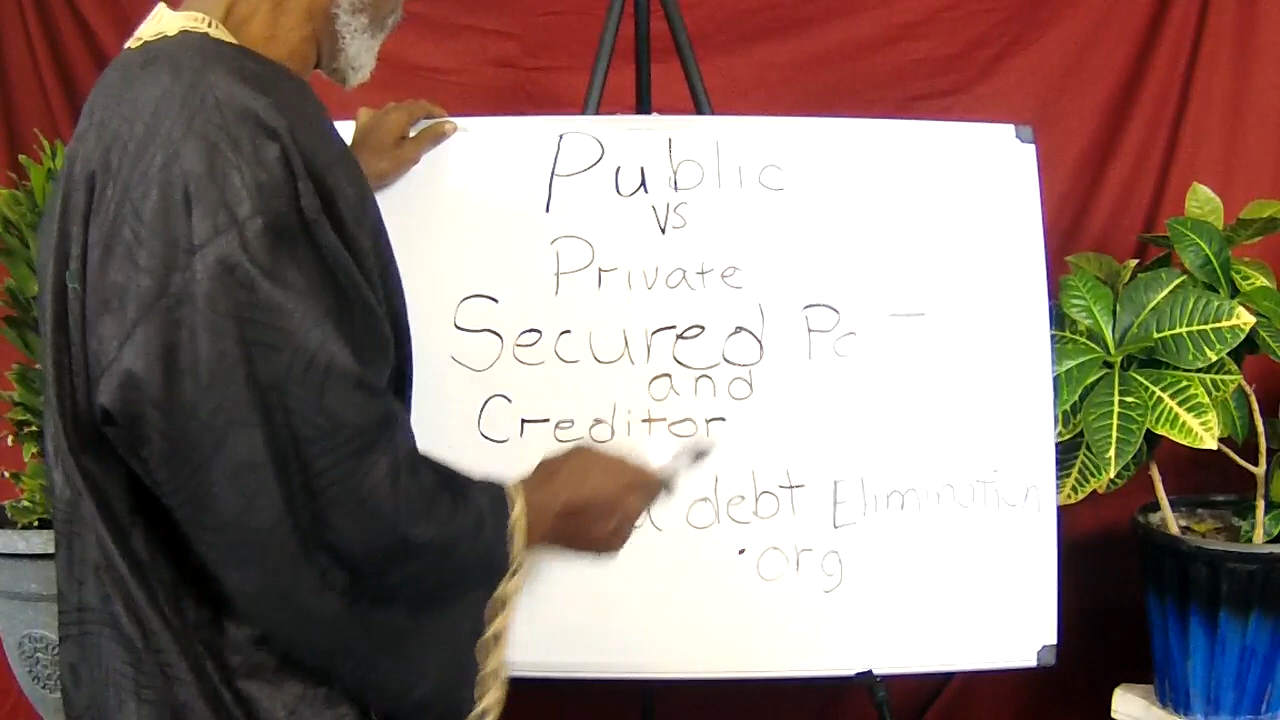 Public
vs
Private
Secured
and
Creditor
debt Elimination
.org